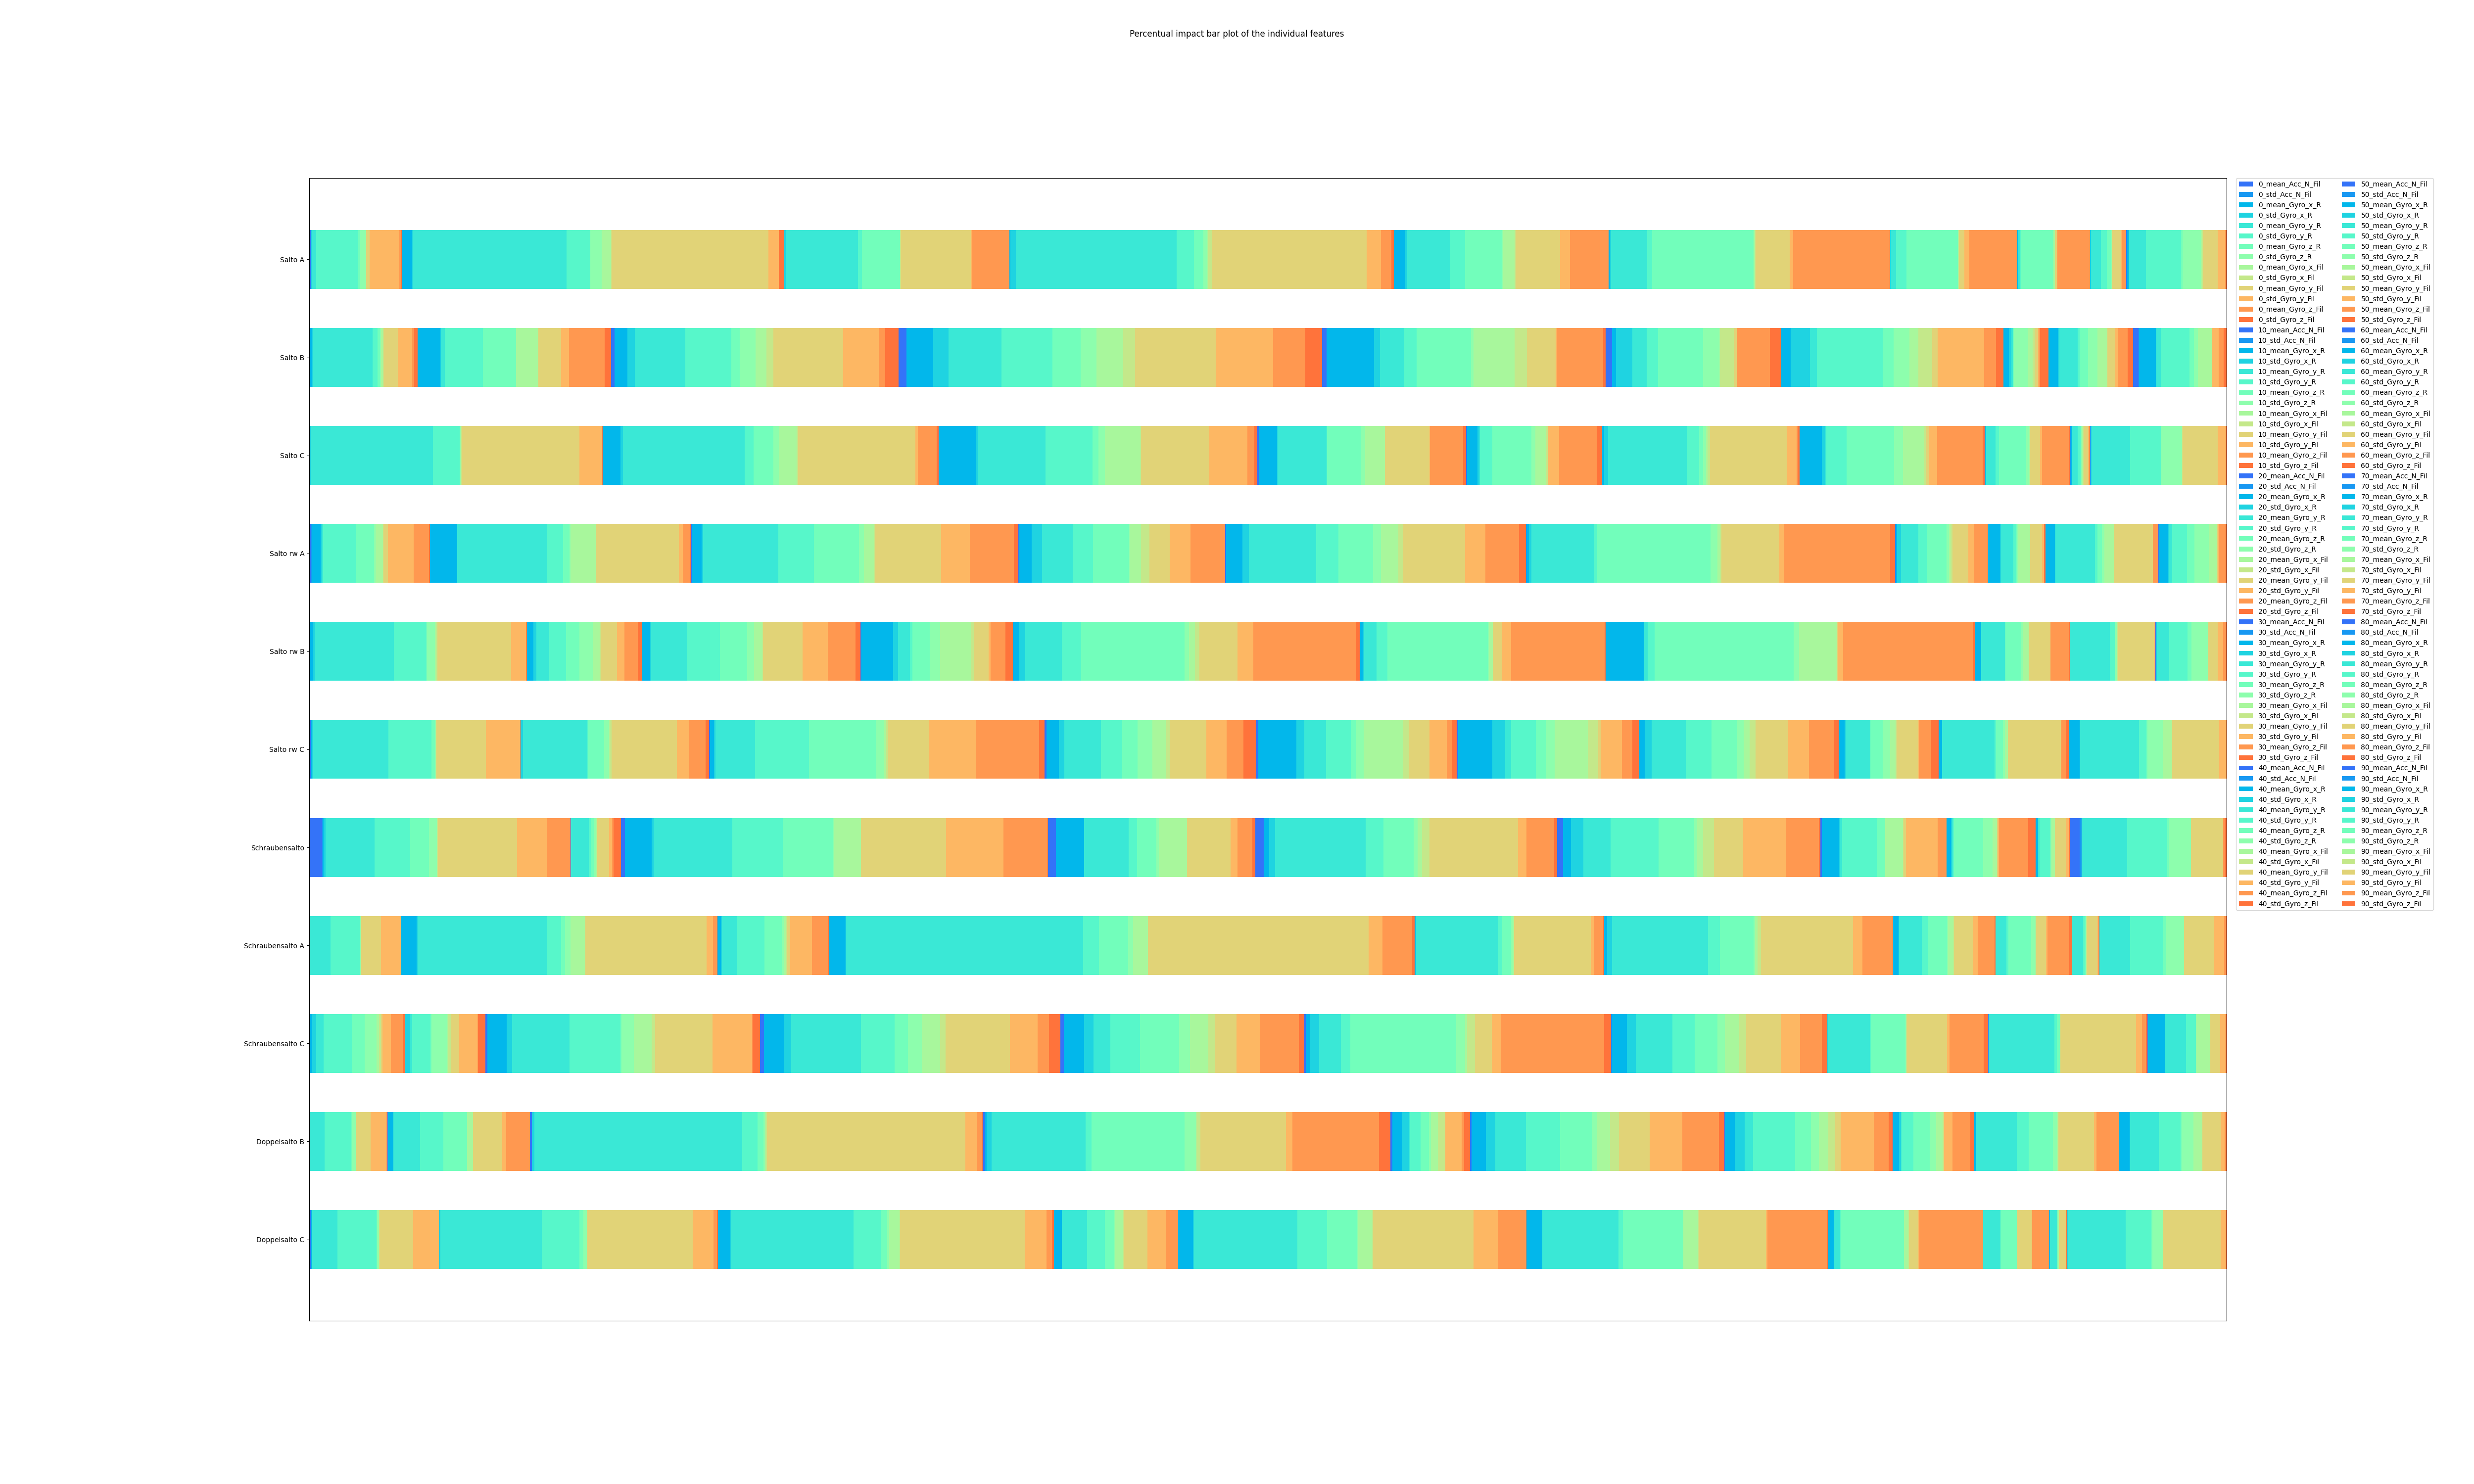 Percentual impact bar plot of the individual features
Salto A
Salto B
Salto C
Salto rw A
Salto rw B
Salto rw C
Schraubensalto
Schraubensalto A
Schraubensalto C
Doppelsalto B
Doppelsalto C
0_mean_Acc_N_Fil
0_std_Acc_N_Fil
0_mean_Gyro_x_R
0_std_Gyro_x_R
0_mean_Gyro_y_R
0_std_Gyro_y_R
0_mean_Gyro_z_R
0_std_Gyro_z_R
0_mean_Gyro_x_Fil
0_std_Gyro_x_Fil
0_mean_Gyro_y_Fil
0_std_Gyro_y_Fil
0_mean_Gyro_z_Fil
0_std_Gyro_z_Fil
10_mean_Acc_N_Fil
10_std_Acc_N_Fil
10_mean_Gyro_x_R
10_std_Gyro_x_R
10_mean_Gyro_y_R
10_std_Gyro_y_R
10_mean_Gyro_z_R
10_std_Gyro_z_R
10_mean_Gyro_x_Fil
10_std_Gyro_x_Fil
10_mean_Gyro_y_Fil
10_std_Gyro_y_Fil
10_mean_Gyro_z_Fil
10_std_Gyro_z_Fil
20_mean_Acc_N_Fil
20_std_Acc_N_Fil
20_mean_Gyro_x_R
20_std_Gyro_x_R
20_mean_Gyro_y_R
20_std_Gyro_y_R
20_mean_Gyro_z_R
20_std_Gyro_z_R
20_mean_Gyro_x_Fil
20_std_Gyro_x_Fil
20_mean_Gyro_y_Fil
20_std_Gyro_y_Fil
20_mean_Gyro_z_Fil
20_std_Gyro_z_Fil
30_mean_Acc_N_Fil
30_std_Acc_N_Fil
30_mean_Gyro_x_R
30_std_Gyro_x_R
30_mean_Gyro_y_R
30_std_Gyro_y_R
30_mean_Gyro_z_R
30_std_Gyro_z_R
30_mean_Gyro_x_Fil
30_std_Gyro_x_Fil
30_mean_Gyro_y_Fil
30_std_Gyro_y_Fil
30_mean_Gyro_z_Fil
30_std_Gyro_z_Fil
40_mean_Acc_N_Fil
40_std_Acc_N_Fil
40_mean_Gyro_x_R
40_std_Gyro_x_R
40_mean_Gyro_y_R
40_std_Gyro_y_R
40_mean_Gyro_z_R
40_std_Gyro_z_R
40_mean_Gyro_x_Fil
40_std_Gyro_x_Fil
40_mean_Gyro_y_Fil
40_std_Gyro_y_Fil
40_mean_Gyro_z_Fil
40_std_Gyro_z_Fil
50_mean_Acc_N_Fil
50_std_Acc_N_Fil
50_mean_Gyro_x_R
50_std_Gyro_x_R
50_mean_Gyro_y_R
50_std_Gyro_y_R
50_mean_Gyro_z_R
50_std_Gyro_z_R
50_mean_Gyro_x_Fil
50_std_Gyro_x_Fil
50_mean_Gyro_y_Fil
50_std_Gyro_y_Fil
50_mean_Gyro_z_Fil
50_std_Gyro_z_Fil
60_mean_Acc_N_Fil
60_std_Acc_N_Fil
60_mean_Gyro_x_R
60_std_Gyro_x_R
60_mean_Gyro_y_R
60_std_Gyro_y_R
60_mean_Gyro_z_R
60_std_Gyro_z_R
60_mean_Gyro_x_Fil
60_std_Gyro_x_Fil
60_mean_Gyro_y_Fil
60_std_Gyro_y_Fil
60_mean_Gyro_z_Fil
60_std_Gyro_z_Fil
70_mean_Acc_N_Fil
70_std_Acc_N_Fil
70_mean_Gyro_x_R
70_std_Gyro_x_R
70_mean_Gyro_y_R
70_std_Gyro_y_R
70_mean_Gyro_z_R
70_std_Gyro_z_R
70_mean_Gyro_x_Fil
70_std_Gyro_x_Fil
70_mean_Gyro_y_Fil
70_std_Gyro_y_Fil
70_mean_Gyro_z_Fil
70_std_Gyro_z_Fil
80_mean_Acc_N_Fil
80_std_Acc_N_Fil
80_mean_Gyro_x_R
80_std_Gyro_x_R
80_mean_Gyro_y_R
80_std_Gyro_y_R
80_mean_Gyro_z_R
80_std_Gyro_z_R
80_mean_Gyro_x_Fil
80_std_Gyro_x_Fil
80_mean_Gyro_y_Fil
80_std_Gyro_y_Fil
80_mean_Gyro_z_Fil
80_std_Gyro_z_Fil
90_mean_Acc_N_Fil
90_std_Acc_N_Fil
90_mean_Gyro_x_R
90_std_Gyro_x_R
90_mean_Gyro_y_R
90_std_Gyro_y_R
90_mean_Gyro_z_R
90_std_Gyro_z_R
90_mean_Gyro_x_Fil
90_std_Gyro_x_Fil
90_mean_Gyro_y_Fil
90_std_Gyro_y_Fil
90_mean_Gyro_z_Fil
90_std_Gyro_z_Fil